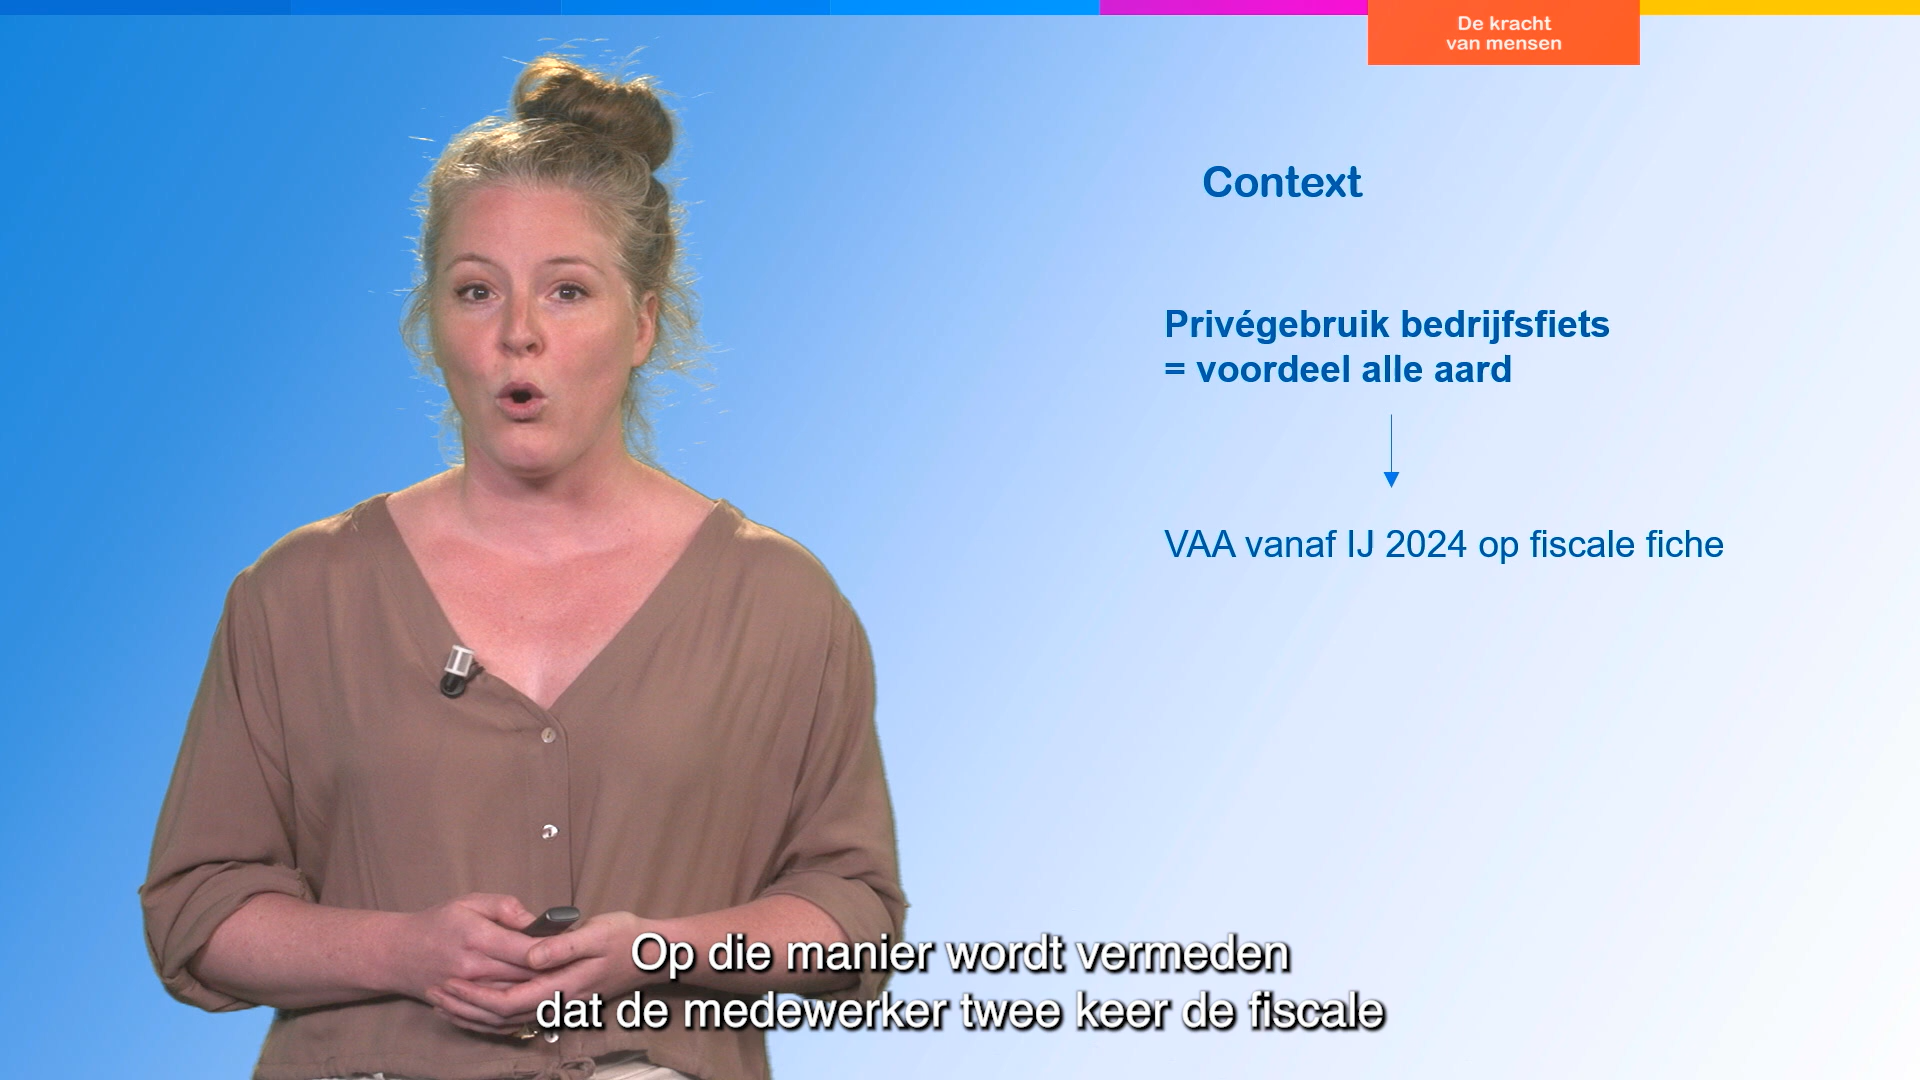 De kracht
van mensen
Context
Privégebruik bedrijfsfiets
= voordeel alle aard
VAA vanaf IJ 2024 op fiscale fiche
Op die manier wordt vermeden
dat de medewerker twee keer de fiscale